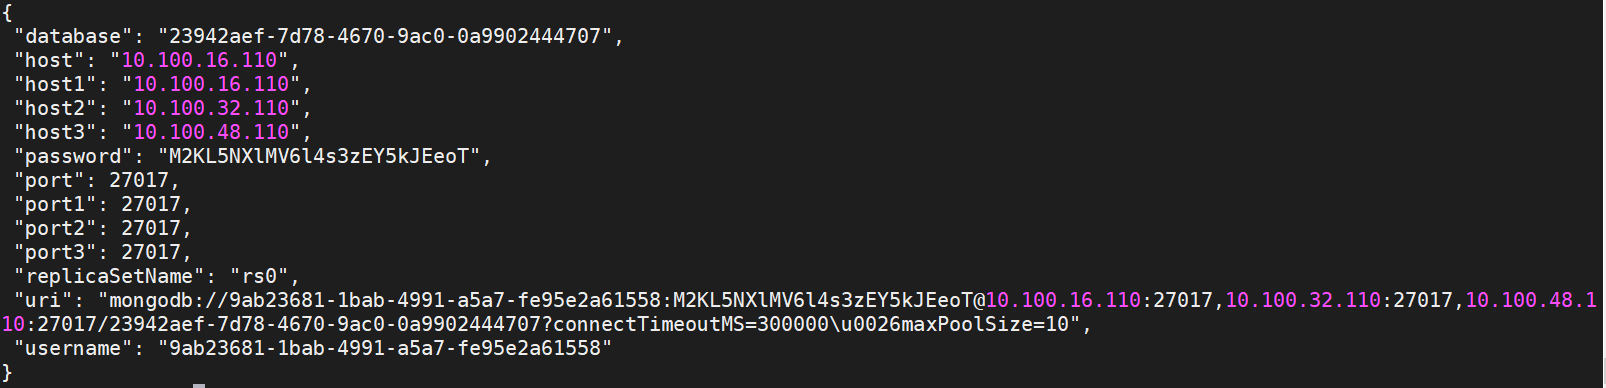 {
 "database": "23942aef-7d78-4670-9ac0-0a9902444707",
 "host": "10.100.16.110",
 "host1": "10.100.16.110",
 "host2": "10.100.32.110",
 "host3": "10.100.48.110",
 "password": "M2KL5NXlMV6l4s3zEY5kJEeoT",
 "port": 27017,
 "port1": 27017,
 "port2": 27017,
 "port3": 27017,
 "replicaSetName": "rs0",
 "uri": "mongodb://9ab23681-1bab-4991-a5a7-fe95e2a61558:M2KL5NXlMV6l4s3zEY5kJEeoT@10.100.16.110:27017,10.100.32.110:27017,10.100.48.1
10:27017/23942aef-7d78-4670-9ac0-0a9902444707?connectTimeoutMS=300000\u0026maxPoolSize=10",
 "username": "9ab23681-1bab-4991-a5a7-fe95e2a61558"
}